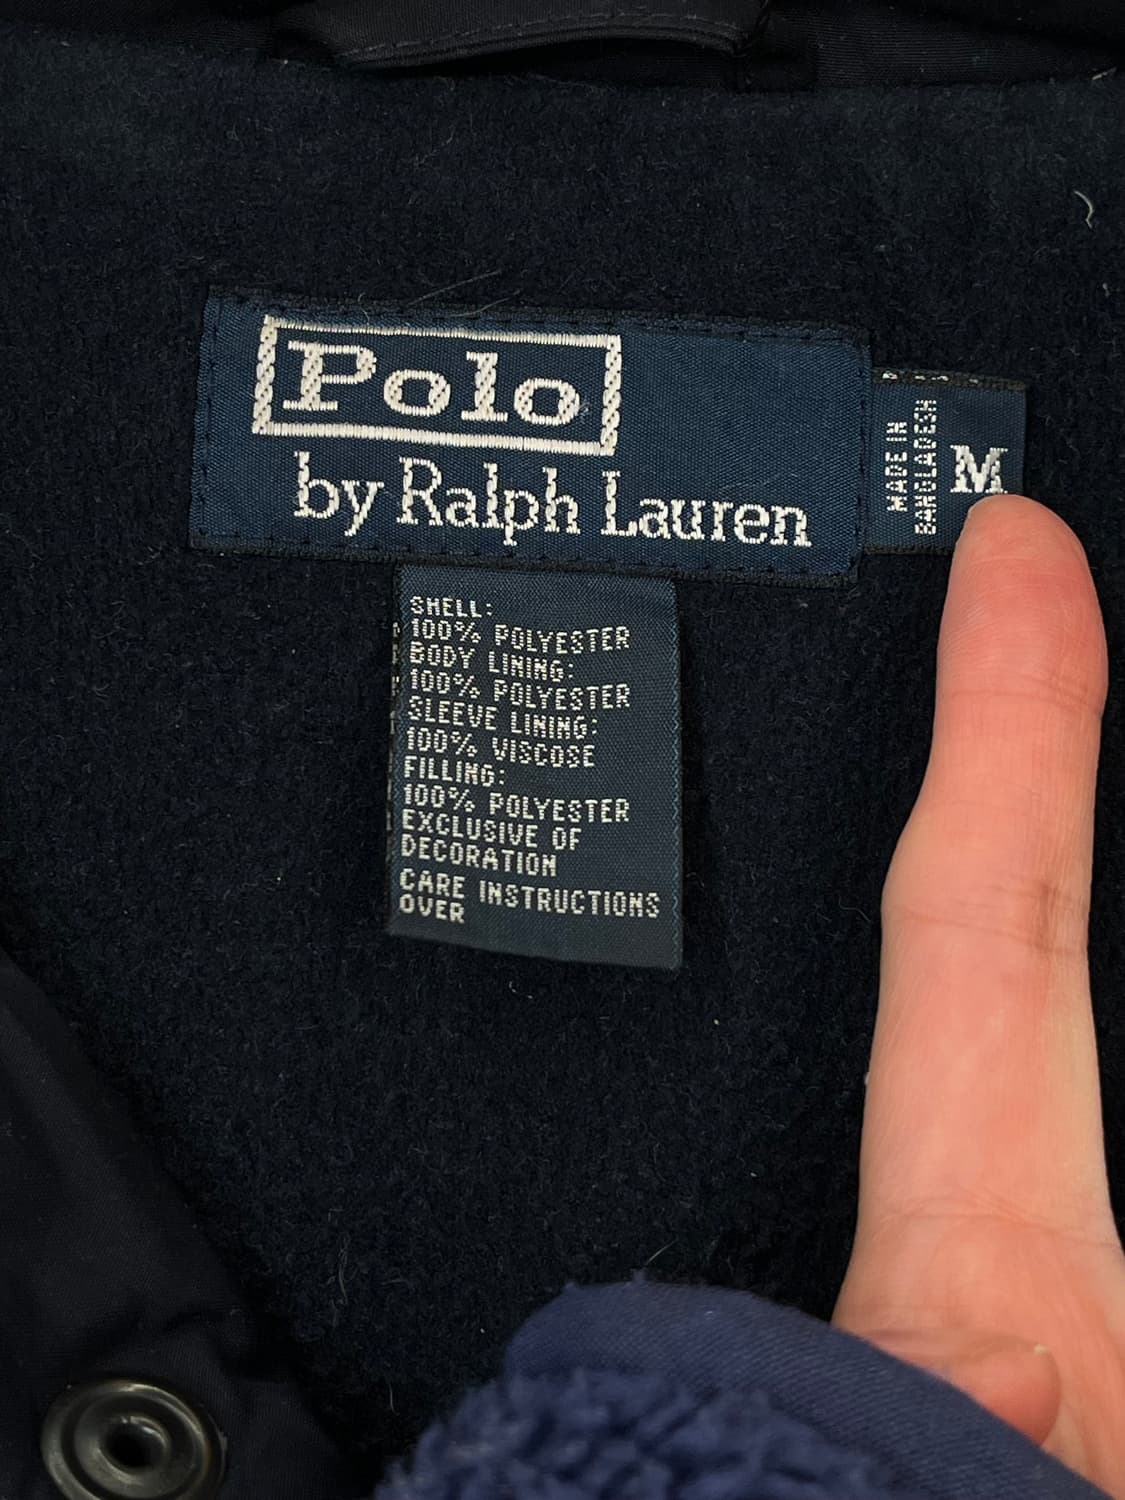 Polo
by Ralph Lauren
MADE IN
BANGLADESH
M
SHELL:
100% POLYESTER
BODY LINING:
100% POLYESTER
SLEEVE LINING:
100% VISCOSE
FILLING:
100% POLYESTER
EXCLUSIVE OF
DECORATION
CARE INSTRUCTIONS
OVER